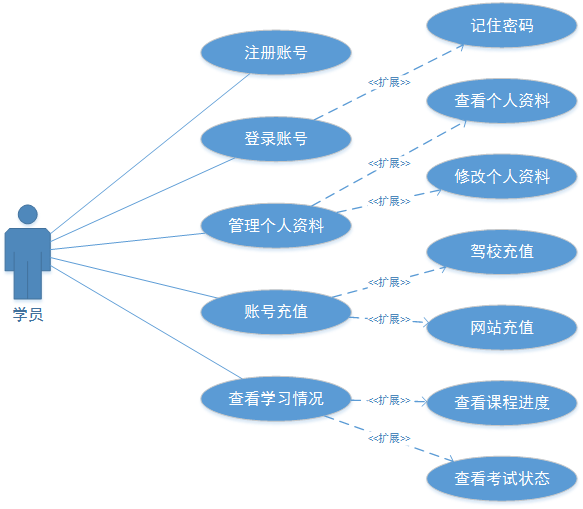 记住密码
注册账号
<<扩展>>
查看个人资料
登录账号
<<扩展>>
修改个人资料
<<扩展>>
管理个人资料
驾校充值
<<扩展>>
学员
账号充值
<<扩展>>
网站充值
查看学习情况
<<扩展>>
查看课程进度
<<扩展>>
查看考试状态